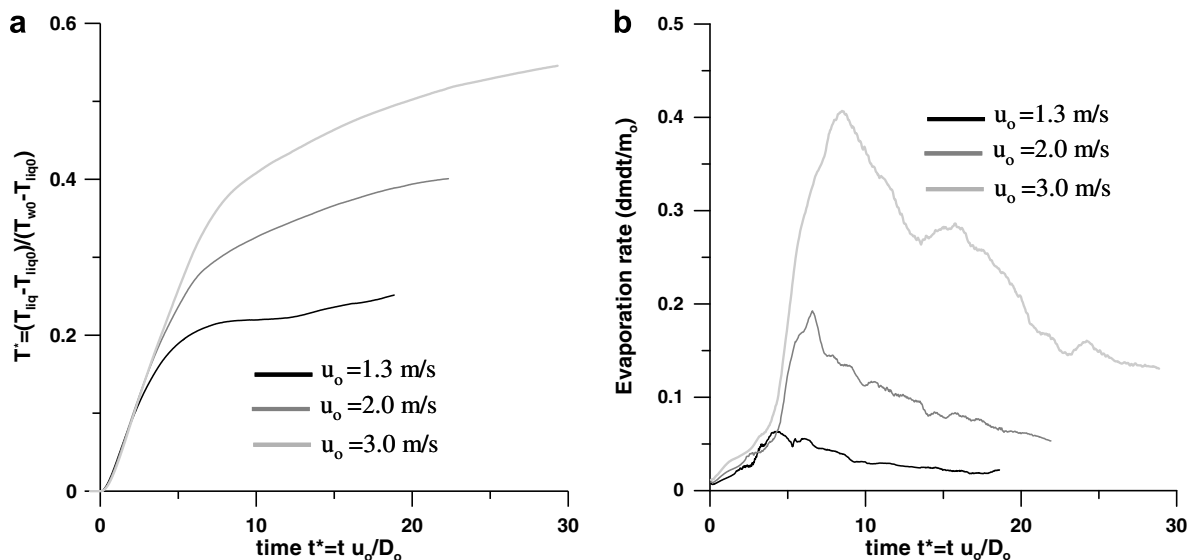 a
0.6
0.4
0.2
0
T*=(T_liq-T_liq0)/(T_w0-T_liq0)
u_o=1.3 m/s
u_o=2.0 m/s
u_o=3.0 m/s
0 10 20 30
time t*=t u_o/D_o
b
0.5
0.4
0.3
0.2
0.1
0
Evaporation rate (dmdt/m_o)
u_o=1.3 m/s
u_o=2.0 m/s
u_o=3.0 m/s
0 10 20 30
time t*=t u_o/D_o